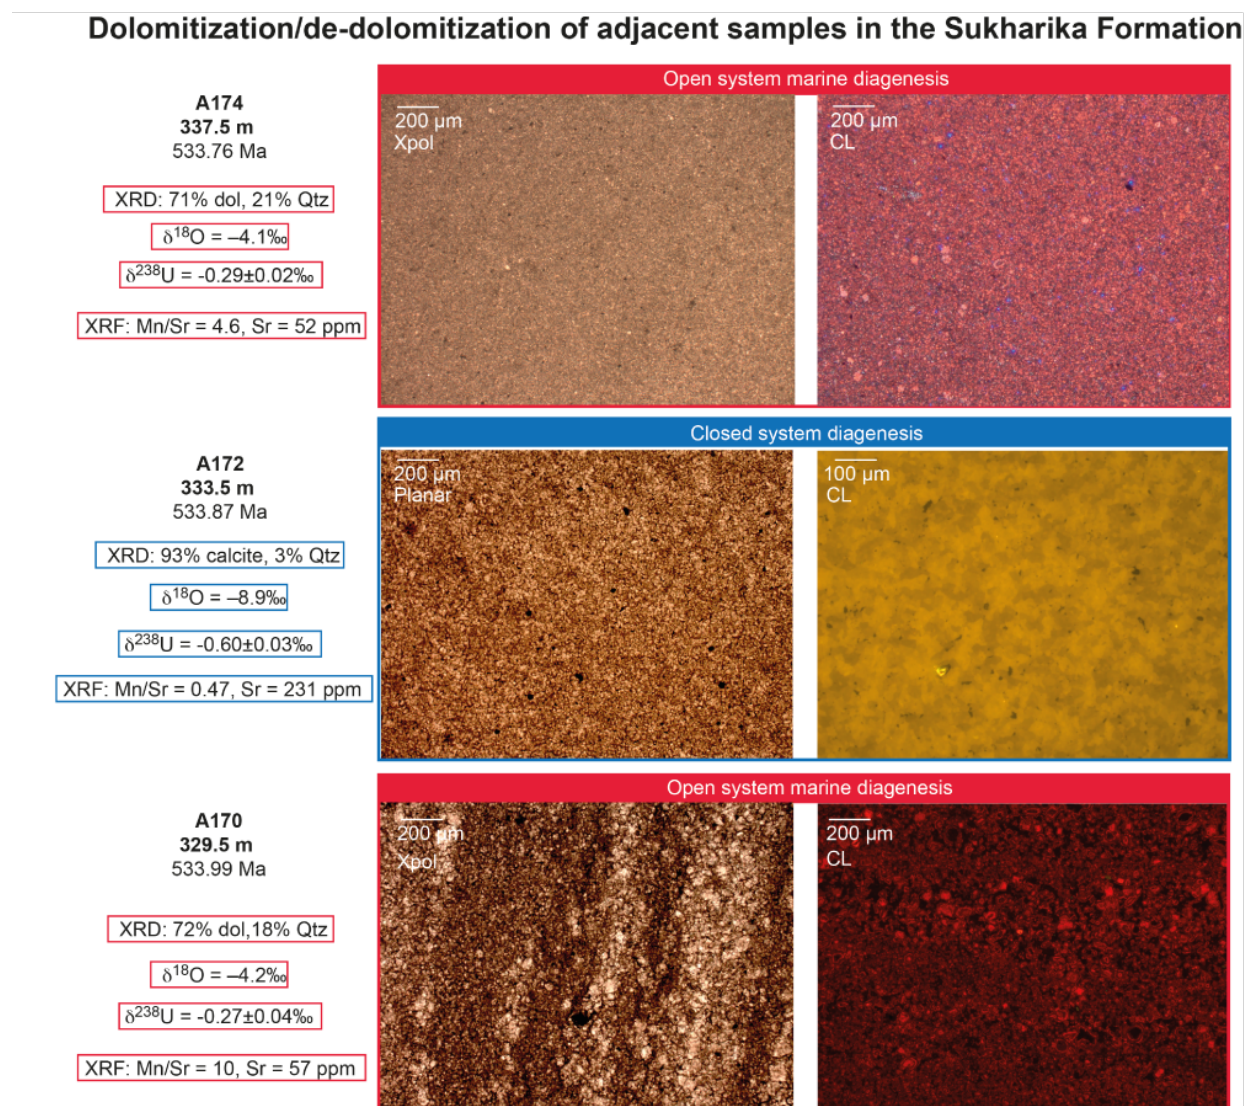 Dolomitization/de-dolomitization of adjacent samples in the Sukharika Formation
A174
337.5 m
533.76 Ma
XRD: 71% dol, 21% Qtz
δ18O = –4.1‰
δ238U = -0.29±0.02‰
XRF: Mn/Sr = 4.6, Sr = 52 ppm
Open system marine diagenesis
200 µm
Xpol
200 µm
CL
A172
333.5 m
533.87 Ma
XRD: 93% calcite, 3% Qtz
δ18O = –8.9‰
δ238U = -0.60±0.03‰
XRF: Mn/Sr = 0.47, Sr = 231 ppm
Closed system diagenesis
200 µm
Planar
100 µm
CL
A170
329.5 m
533.99 Ma
XRD: 72% dol,18% Qtz
δ18O = –4.2‰
δ238U = -0.27±0.04‰
XRF: Mn/Sr = 10, Sr = 57 ppm
Open system marine diagenesis
200 µm
Xpol
200 µm
CL